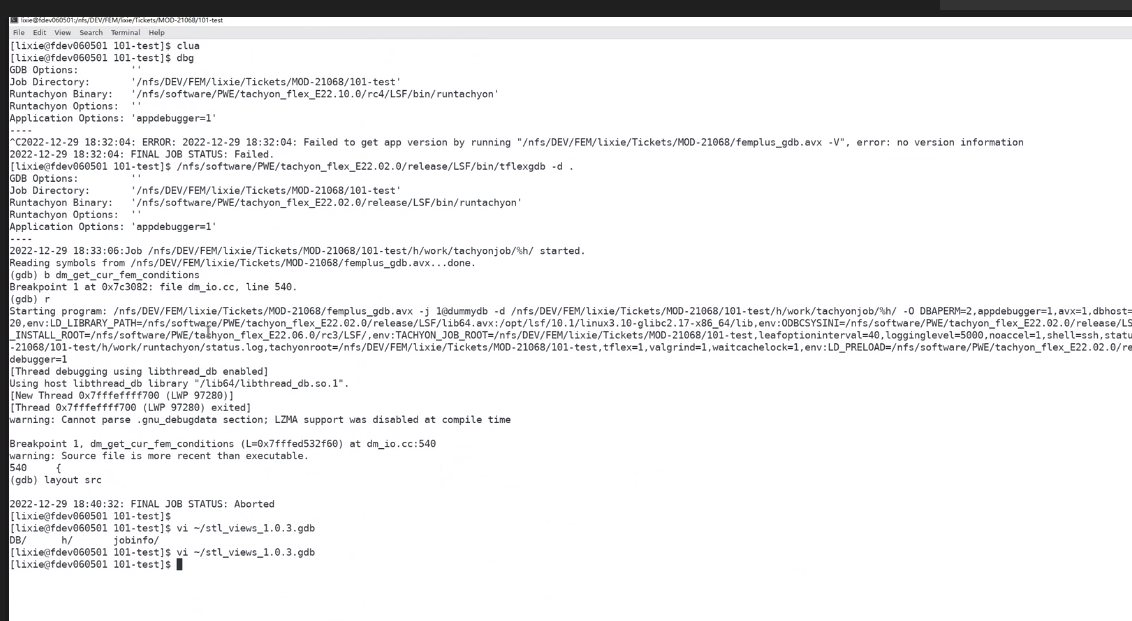 lixie@fdev060501:/nfs/DEV/FEM/lixie/Tickets/MOD-21068/101-test
File Edit View Search Terminal Help
[lixie@fdev060501 101-test]$ clua
[lixie@fdev060501 101-test]$ dbg
GDB Options: ''
Job Directory: '/nfs/DEV/FEM/lixie/Tickets/MOD-21068/101-test'
Runtachyon Binary: '/nfs/software/PWE/tachyon_flex_E22.10.0/rc4/LSF/bin/runtachyon'
Runtachyon Options: ''
Application Options: 'appdebugger=1'
----
^C2022-12-29 18:32:04: ERROR: 2022-12-29 18:32:04: Failed to get app version by running "/nfs/DEV/FEM/lixie/Tickets/MOD-21068/femplus_gdb.avx -V", error: no version information
2022-12-29 18:32:04: FINAL JOB STATUS: Failed.
[lixie@fdev060501 101-test]$ /nfs/software/PWE/tachyon_flex_E22.02.0/release/LSF/bin/tflexgdb -d .
GDB Options: ''
Job Directory: '/nfs/DEV/FEM/lixie/Tickets/MOD-21068/101-test'
Runtachyon Binary: '/nfs/software/PWE/tachyon_flex_E22.02.0/release/LSF/bin/runtachyon'
Runtachyon Options: ''
Application Options: 'appdebugger=1'
----
2022-12-29 18:33:06:Job /nfs/DEV/FEM/lixie/Tickets/MOD-21068/101-test/h/work/tachyonjob/%h/ started.
Reading symbols from /nfs/DEV/FEM/lixie/Tickets/MOD-21068/femplus_gdb.avx...done.
(gdb) b dm_get_cur_fem_conditions
Breakpoint 1 at 0x7c3082: file dm_io.cc, line 540.
(gdb) r
Starting program: /nfs/DEV/FEM/lixie/Tickets/MOD-21068/femplus_gdb.avx -j 1@dummydb -d /nfs/DEV/FEM/lixie/Tickets/MOD-21068/101-test/h/work/tachyonjob/%h/ -O DBAPERM=2,appdebugger=1,avx=1,dbhost=
20,env:LD_LIBRARY_PATH=/nfs/software/PWE/tachyon_flex_E22.02.0/release/LSF/lib64.avx:/opt/lsf/10.1/linux3.10-glibc2.17-x86_64/lib,env:ODBCSYSINI=/nfs/software/PWE/tachyon_flex_E22.02.0/release/LS
_INSTALL_ROOT=/nfs/software/PWE/tachyon_flex_E22.06.0/rc3/LSF/,env:TACHYON_JOB_ROOT=/nfs/DEV/FEM/lixie/Tickets/MOD-21068/101-test,leafoptioninterval=40,logginglevel=5000,noaccel=1,shell=ssh,statu
-21068/101-test/h/work/runtachyon/status.log,tachyonroot=/nfs/DEV/FEM/lixie/Tickets/MOD-21068/101-test,tflex=1,valgrind=1,waitcachelock=1,env:LD_PRELOAD=/nfs/software/PWE/tachyon_flex_E22.02.0/re
debugger=1
[Thread debugging using libthread_db enabled]
Using host libthread_db library "/lib64/libthread_db.so.1".
[New Thread 0x7fffeffff700 (LWP 97280)]
[Thread 0x7fffeffff700 (LWP 97280) exited]
warning: Cannot parse .gnu_debugdata section; LZMA support was disabled at compile time
Breakpoint 1, dm_get_cur_fem_conditions (L=0x7fffed532f60) at dm_io.cc:540
warning: Source file is more recent than executable.
540 {
(gdb) layout src
2022-12-29 18:40:32: FINAL JOB STATUS: Aborted
[lixie@fdev060501 101-test]$
[lixie@fdev060501 101-test]$ vi ~/stl_views_1.0.3.gdb
DB/ h/ jobinfo/
[lixie@fdev060501 101-test]$ vi ~/stl_views_1.0.3.gdb
[lixie@fdev060501 101-test]$